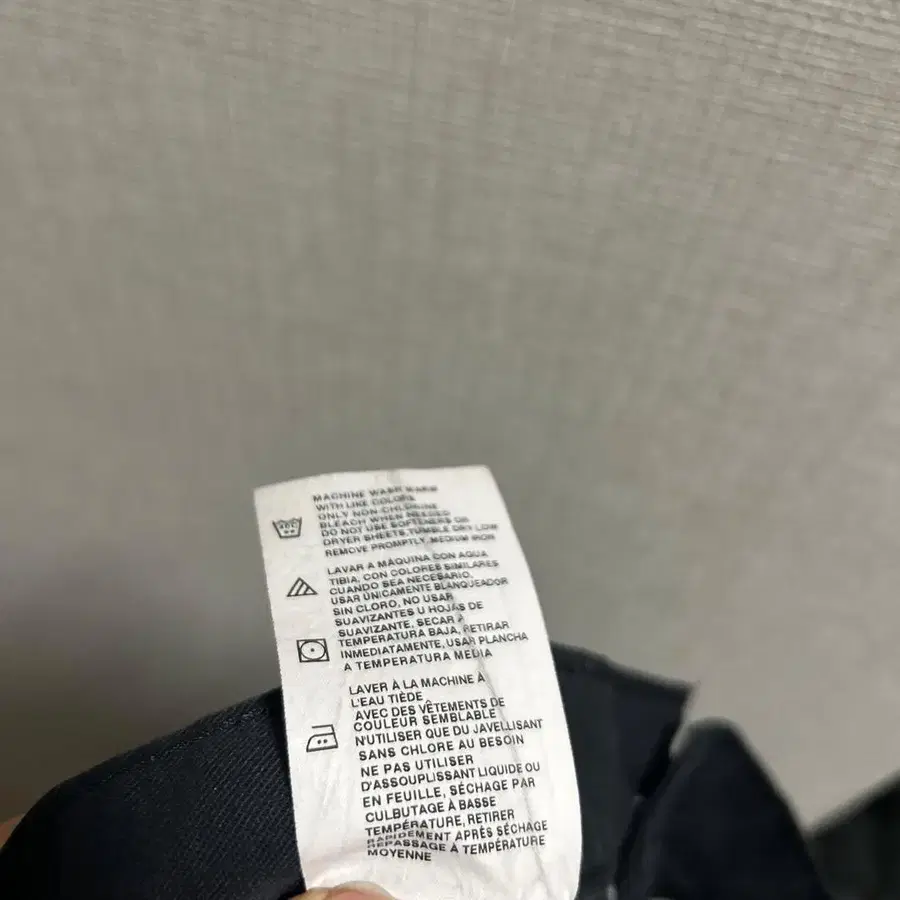 MACHINE WASH WARM
WITH LIKE COLORS
ONLY NON-CHLORINE
BLEACH WHEN NEEDED
DO NOT USE SOFTENERS OR
DRYER SHEETS,TUMBLE DRY LOW
REMOVE PROMPTLY, MEDIUM IRON
LAVAR A MÁQUINA CON AQUA
TIBIA, CON COLORES SIMILARES
CUANDO SEA NECESARIO,
USAR ÚNICAMENTE BLANQUEADOR
SIN CLORO, NO USAR
SUAVIZANTES U HOJAS DE
SUAVIZANTE, SECAR A
TEMPERATURA BAJA, RETIRAR
INMEDIATAMENTE, USAR PLANCHA
A TEMPERATURA MEDIA
LAVER À LA MACHINE À
L'EAU TIÈDE
AVEC DES VÊTEMENTS DE
COULEUR SEMBLABLE
N'UTILISER QUE DU JAVELLISANT
SANS CHLORE AU BESOIN
NE PAS UTILISER
D'ASSOUPLISSANT LIQUIDE OU
EN FEUILLE, SÉCHAGE PAR
CULBUTAGE À BASSE
TEMPÉRATURE, RETIRER
RAPIDEMENT APRÈS SÉCHAGE
REPASSAGE À TEMPÉRATURE
MOYENNE